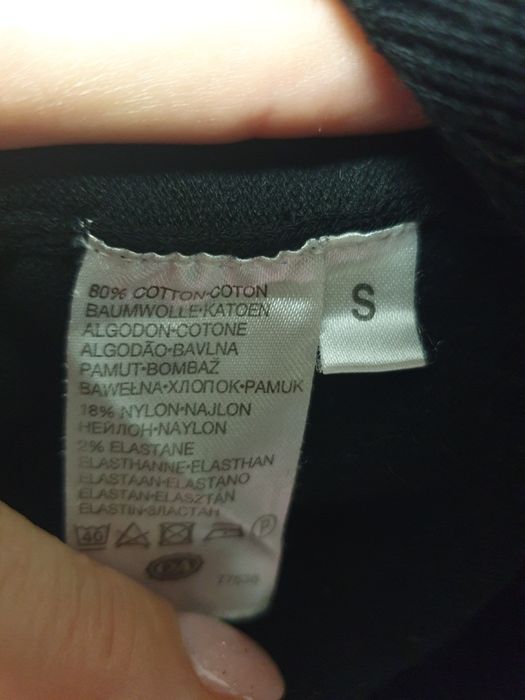 80% COTTON•COTON
BAUMWOLLE•KATOEN
ALGODON•COTONE
ALGODÃO•BAVLNA
PAMUT•BOMBAŽ
BAWEŁNA•ХЛОПОК•PAMUK
18% NYLON•NAJLON
НЕЙЛОН•NAYLON
2% ELASTANE
ELASTHANNE•ELASTHAN
ELASTAAN•ELASTANO
ELASTAN•ELASZTÁN
ELASTIN•ЭЛАСТАН
40
P
S